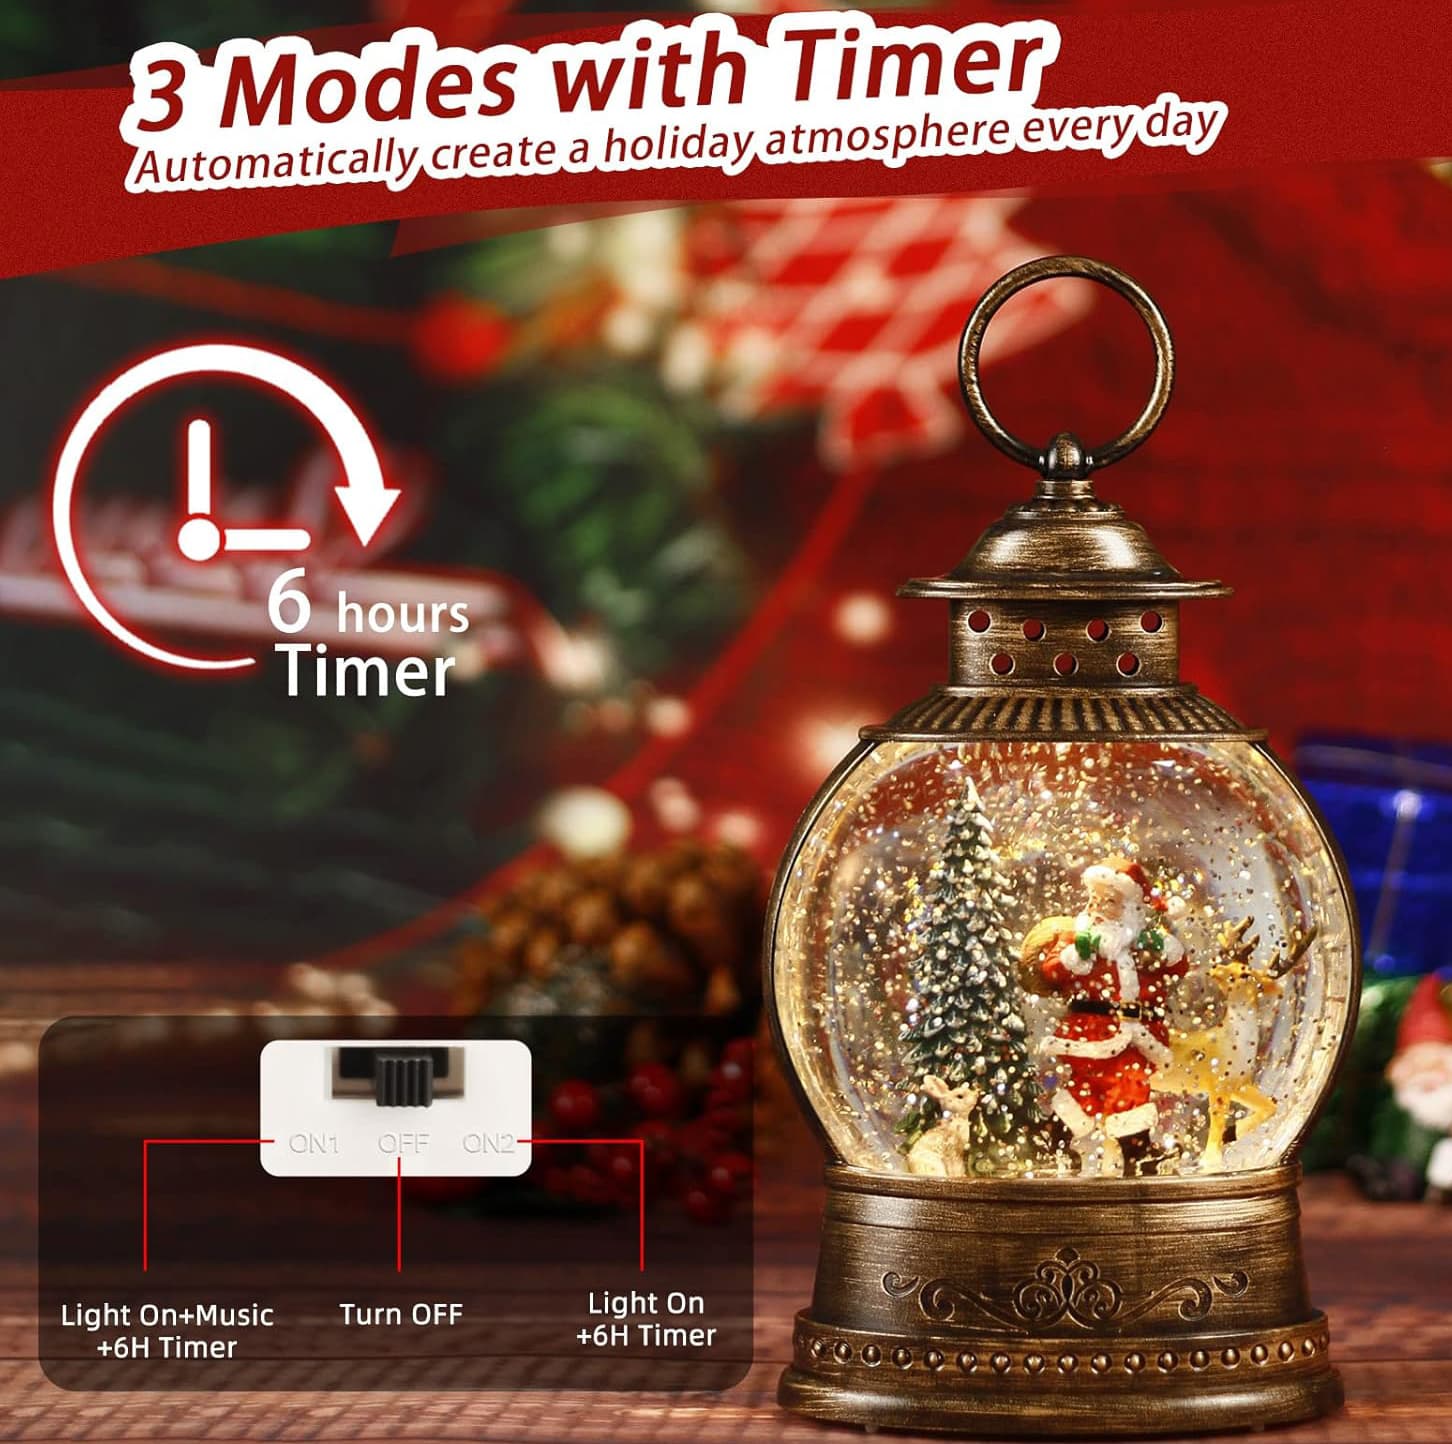 3 Modes with Timer
Automatically create a holiday atmosphere every day
6 hours
Timer
ON1 OFF ON2
Light On+Music
+6H Timer
Turn OFF
Light On
+6H Timer